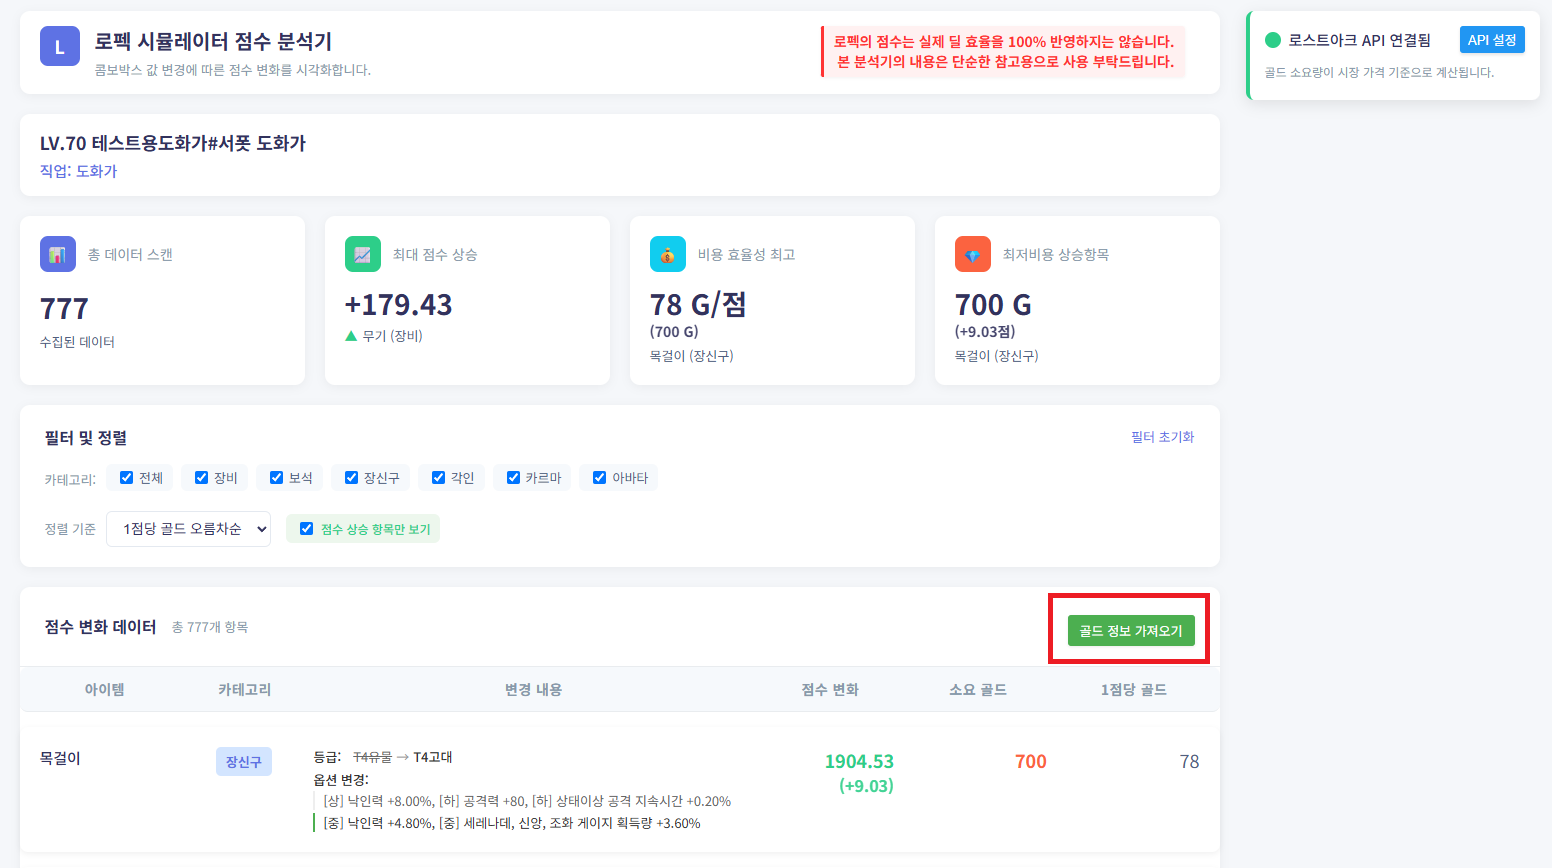 L
로펙 시뮬레이터 점수 분석기
콤보박스 값 변경에 따른 점수 변화를 시각화합니다.
로펙의 점수는 실제 딜 효율을 100% 반영하지는 않습니다.
본 분석기의 내용은 단순한 참고용으로 사용 부탁드립니다.
로스트아크 API 연결됨
API 설정
골드 소요량이 시장 가격 기준으로 계산됩니다.
LV.70 테스트용도화가#서폿 도화가
직업: 도화가
총 데이터 스캔
777
수집된 데이터
최대 점수 상승
+179.43
▲ 무기 (장비)
비용 효율성 최고
78 G/점
(700 G)
목걸이 (장신구)
최저비용 상승항목
700 G
(+9.03점)
목걸이 (장신구)
필터 및 정렬
필터 초기화
카테고리: 전체 장비 보석 장신구 각인 카르마 아바타
정렬 기준 1점당 골드 오름차순 점수 상승 항목만 보기
점수 변화 데이터 총 777개 항목
골드 정보 가져오기
아이템 카테고리 변경 내용 점수 변화 소요 골드 1점당 골드
목걸이
장신구
등급: T4유물 → T4고대
옵션 변경:
[상] 낙인력 +8.00%, [하] 공격력 +80, [하] 상태이상 공격 지속시간 +0.20%
[중] 낙인력 +4.80%, [중] 세레나데, 신앙, 조화 게이지 획득량 +3.60%
1904.53
(+9.03)
700
78